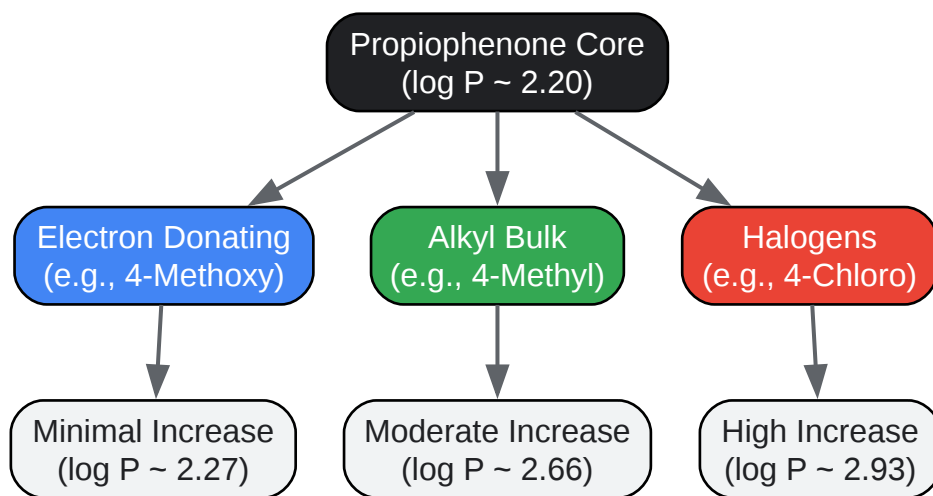 Propiophenone Core
(log P ~ 2.20)
Electron Donating
(e.g., 4-Methoxy)
Alkyl Bulk
(e.g., 4-Methyl)
Halogens
(e.g., 4-Chloro)
Minimal Increase
(log P ~ 2.27)
Moderate Increase
(log P ~ 2.66)
High Increase
(log P ~ 2.93)